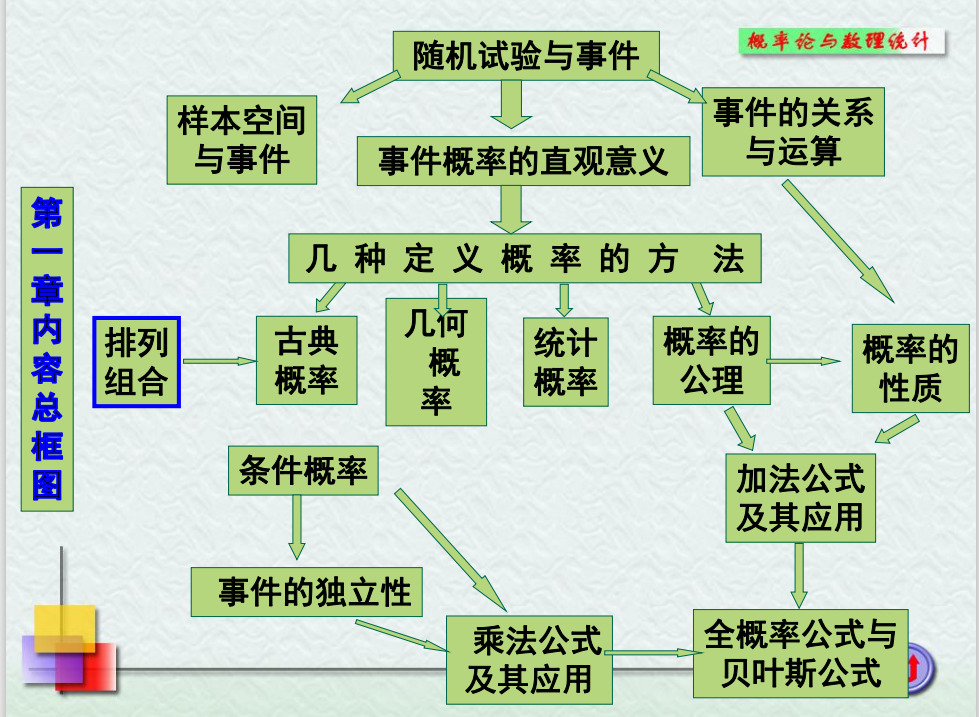 概率论与数理统计
随机试验与事件
样本空间
与事件
事件概率的直观意义
事件的关系
与运算
第
一
章
内
容
总
框
图
几 种 定 义 概 率 的 方 法
排列
组合
古典
概率
几何
概
率
统计
概率
概率的
公理
概率的
性质
条件概率
加法公式
及其应用
事件的独立性
乘法公式
及其应用
全概率公式与
贝叶斯公式